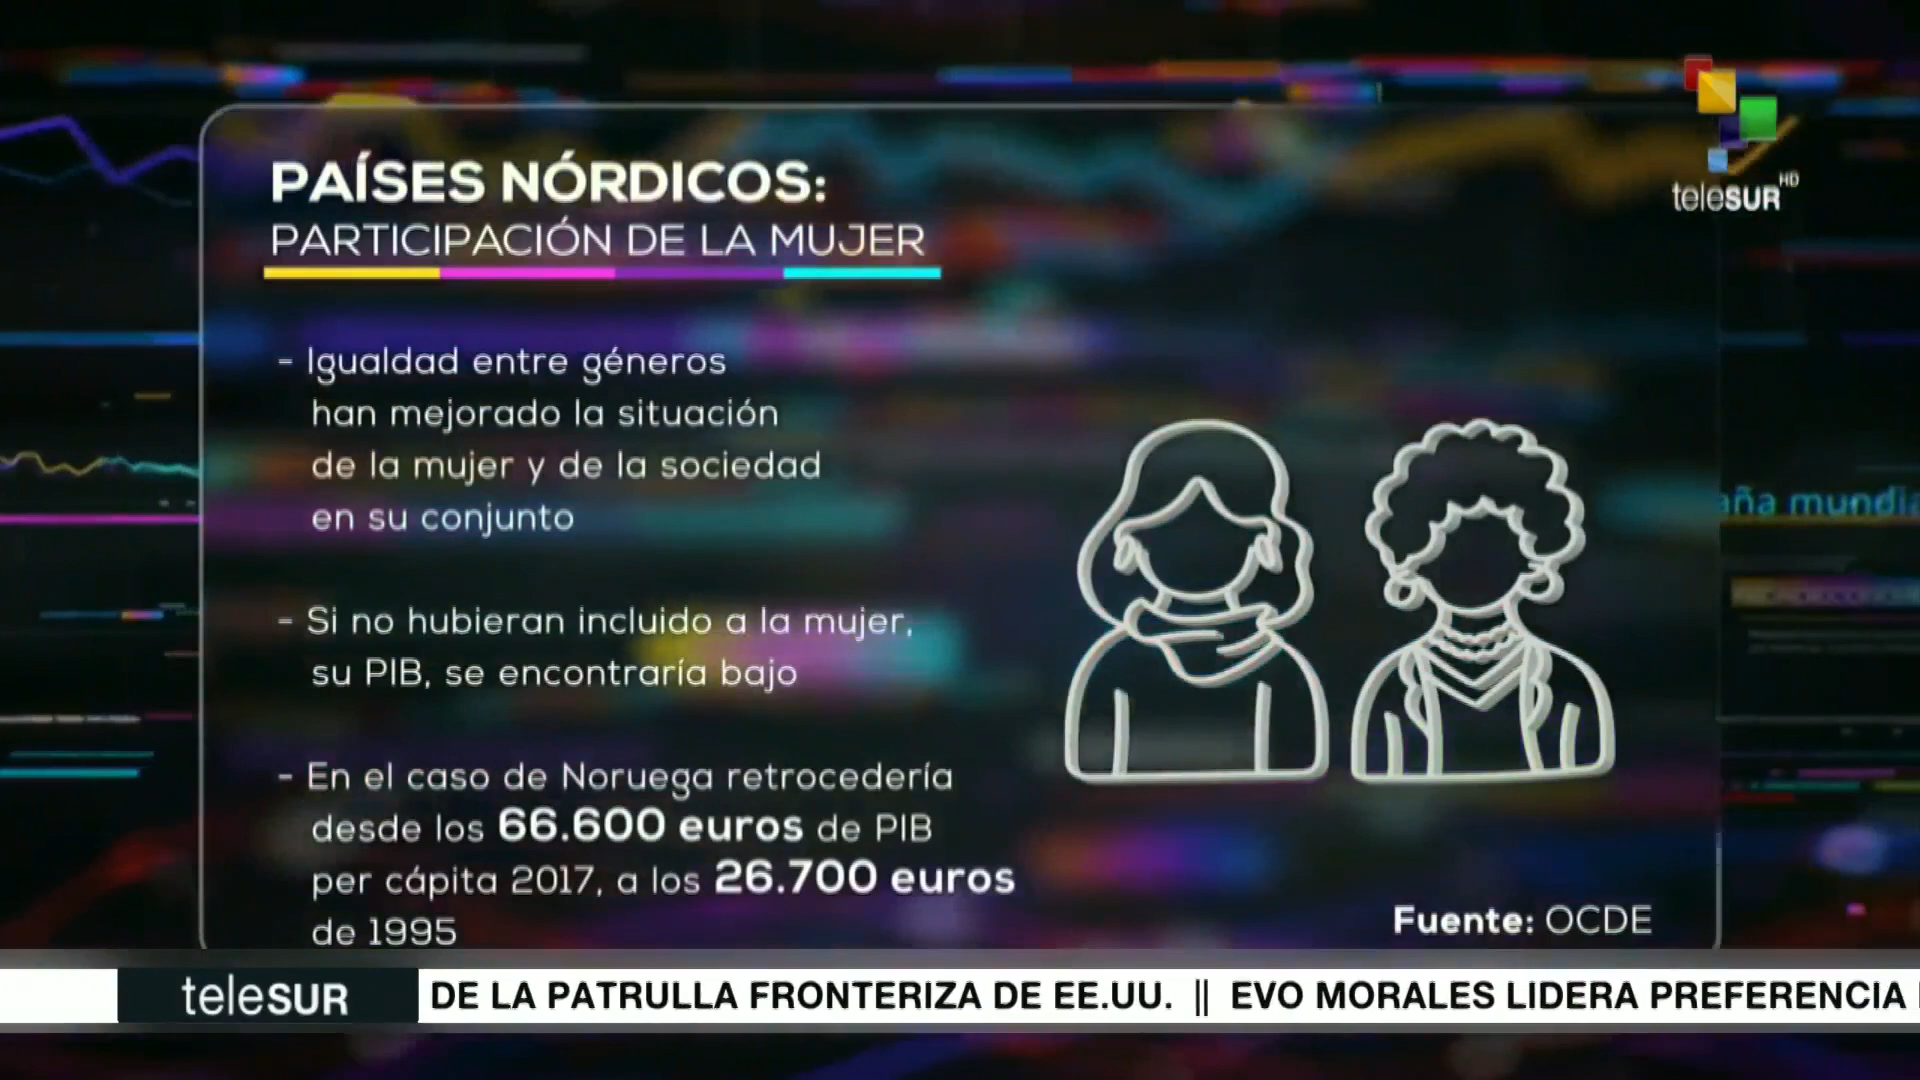 PAÍSES NÓRDICOS:
PARTICIPACIÓN DE LA MUJER
- Igualdad entre géneros
han mejorado la situación
de la mujer y de la sociedad
en su conjunto
- Si no hubieran incluido a la mujer,
su PIB, se encontraría bajo
- En el caso de Noruega retrocedería
desde los 66.600 euros de PIB
per cápita 2017, a los 26.700 euros
de 1995
Fuente: OCDE
teleSUR HD
aña mundia
teleSUR
DE LA PATRULLA FRONTERIZA DE EE.UU. || EVO MORALES LIDERA PREFERENCIA